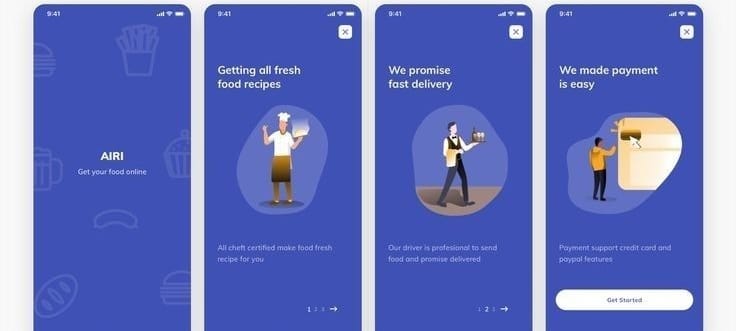 9:41
AIRI
Get your food online
9:41
Getting all fresh
food recipes
All cheft certified make food fresh
recipe for you
1 2 3
9:41
We promise
fast delivery
Our driver is profesional to send
food and promise delivered
1 2 3
9:41
We made payment
is easy
Payment support credit card and
paypal features
Get Started